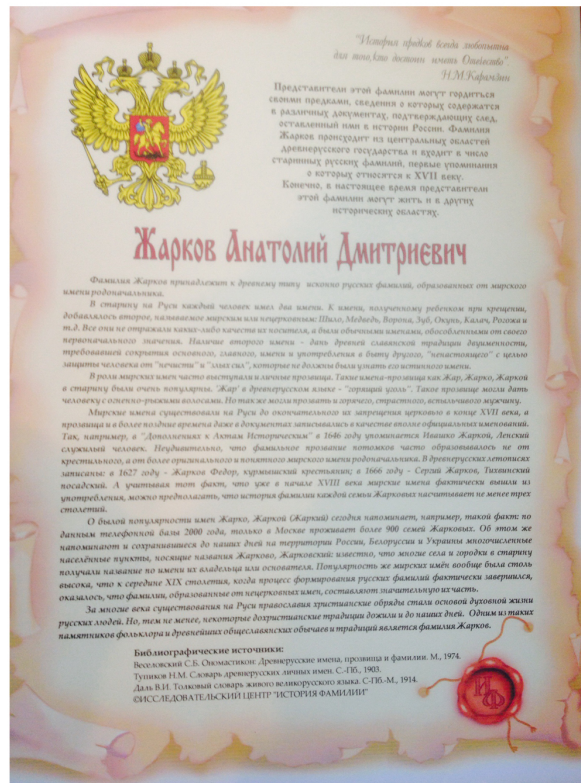 "История предков всегда любопытна
для того, кто достоин иметь Отечество".
Н.М.Карамзин
Представители этой фамилии могут гордиться
своими предками, сведения о которых содержатся
в различных документах, подтверждающих след,
оставленный ими в истории России. Фамилия
Жарков происходит из центральных областей
древнерусского государства и входит в число
старинных русских фамилий, первые упоминания
о которых относятся к XVII веку.
Конечно, в настоящее время представители
этой фамилии могут жить и в других
исторических областях.
Жарков Анатолий Дмитриевич
Фамилия Жарков принадлежит к древнему типу исконно русских фамилий, образованных от мирского
имени родоначальника.
В старину на Руси каждый человек имел два имени. К имени, полученному ребенком при крещении,
добавлялось второе, называемое мирским или нецерковным: Шило, Медведь, Ворона, Зуб, Окунь, Калач, Рогожа и
т.д. Все они не отражали каких-либо качеств их носителя, а были обычными именами, обособленными от своего
первоначального значения. Наличие второго имени - дань древней славянской традиции двуименности,
требовавшей сокрытия основного, главного, имени и употребления в быту другого, "ненастоящего" с целью
защиты человека от "нечисти" и "злых сил", которые не должны были узнать его истинного имени.
В роли мирских имен часто выступали и личные прозвища. Такие имена-прозвища как Жар, Жарко, Жаркой
в старину были очень популярны. 'Жар' в древнерусском языке - "горящий уголь". Такое прозвище могли дать
человеку с огненно-рыжими волосами. Но так же могли прозвать и горячего, страстного, вспыльчивого мужчину.
Мирские имена существовали на Руси до окончательного их запрещения церковью в конце XVII века, а
прозвища и в более поздние времена даже в документах записывались в качестве вполне официальных именований.
Так, например, в "Дополнениях к Актам Историческим" в 1646 году упоминается Ивашко Жаркой, Ленский
служилый человек. Неудивительно, что фамильное прозвание потомков часто образовывалось не от
крестильного, а от более оригинального и понятного мирского имени родоначальника. В древнерусских летописях
записаны: в 1627 году - Жарков Федор, курмышский крестьянин; в 1666 году - Сергий Жарков, Тихвинский
посадский. А учитывая тот факт, что уже в начале XVIII века мирские имена фактически вышли из
употребления, можно предполагать, что история фамилии каждой семьи Жарковых насчитывает не менее трех
столетий.
О былой популярности имен Жарко, Жаркой (Жаркий) сегодня напоминает, например, такой факт: по
данным телефонной базы 2000 года, только в Москве проживает более 900 семей Жарковых. Об этом же
напоминают и сохранившиеся до наших дней на территории России, Белоруссии и Украины многочисленные
населённые пункты, носящие названия Жарково, Жарковский: известно, что многие села и городки в старину
получали название по имени их владельца или основателя. Популярность же мирских имён вообще была столь
высока, что к середине XIX столетия, когда процесс формирования русских фамилий фактически завершился,
оказалось, что фамилии, образованные от нецерковных имен, составляют значительную их часть.
За многие века существования на Руси православия христианские обряды стали основой духовной жизни
русских людей. Но, тем не менее, некоторые дохристианские традиции дожили и до наших дней. Одним из таких
памятников фольклора и древнейших общеславянских обычаев и традиций является фамилия Жарков.
Библиографические источники:
Веселовский С.Б. Ономастикон: Древнерусские имена, прозвища и фамилии. М., 1974.
Тупиков Н.М. Словарь древнерусских личных имен. С.-Пб., 1903.
Даль В.И. Толковый словарь живого великорусского языка. С-Пб.-М., 1914.
©ИССЛЕДОВАТЕЛЬСКИЙ ЦЕНТР "ИСТОРИЯ ФАМИЛИИ"
ИФ